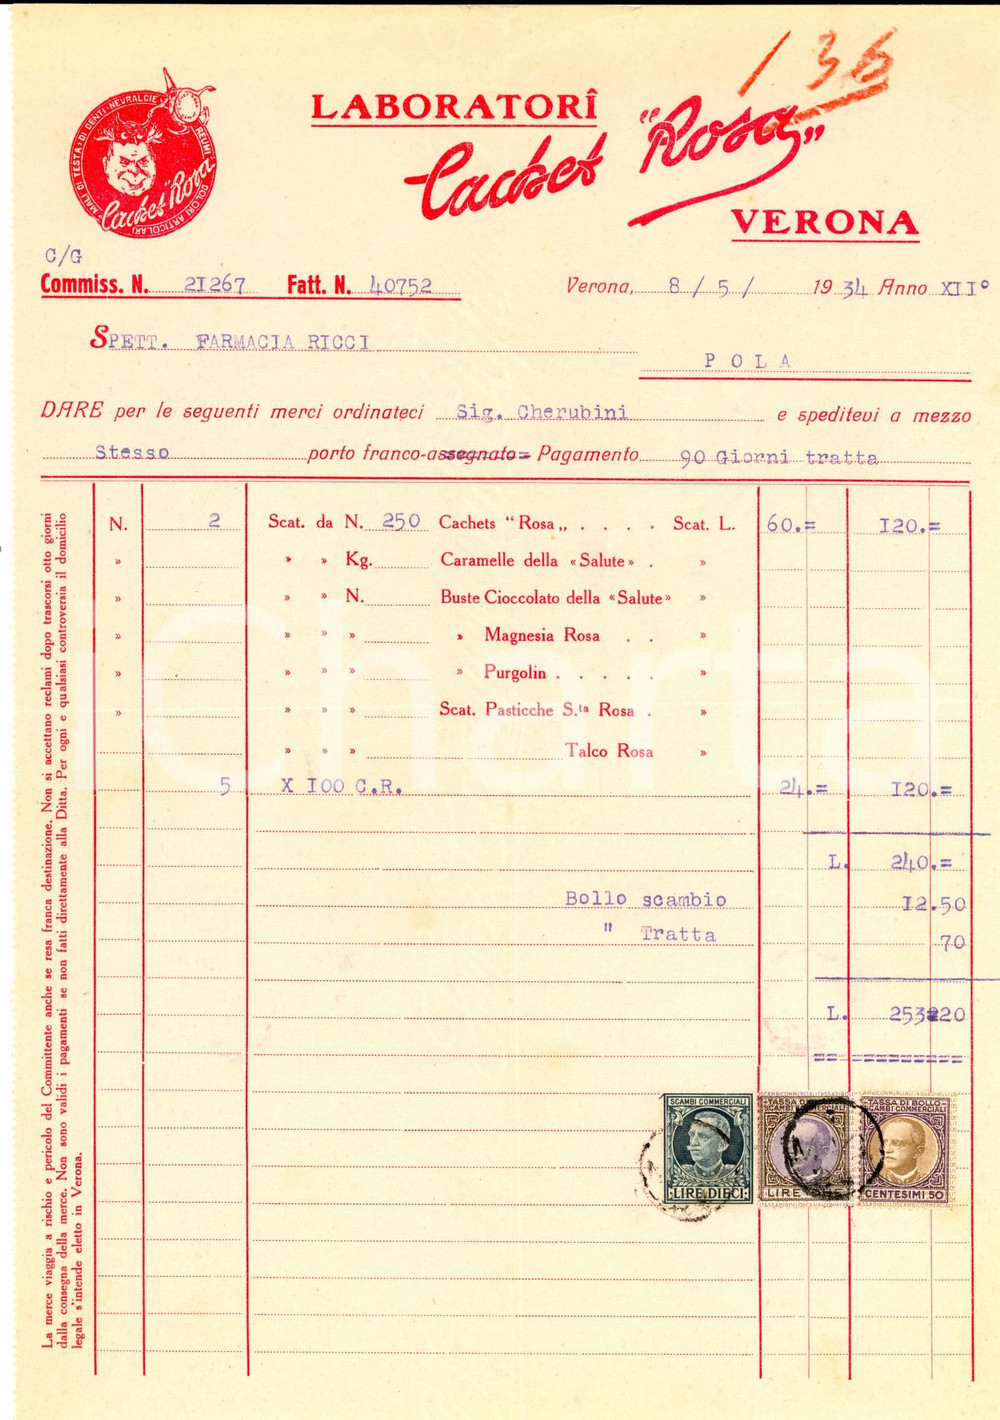 136
MALI DI TESTA, DI DENTI, NEVRALGIE
REUMI DOLORI ARTICOLARI
Cachet "Rosa
LABORATORÎ
Cachet "Rosa„
VERONA
C/G
Commiss. N. 2I267 Fatt. N. 40752
Verona, 8/5/ 1934 Anno XII°
SPETT. FARMACIA RICCI
POLA
DARE per le seguenti merci ordinateci Sig. Cherubini e speditevi a mezzo
Stesso porto franco-assegnato= Pagamento 90 Giorni tratta
N. 2 Scat. da N. 250 Cachets "Rosa„ . . . . Scat. L. 60.= I20.=
» » » Kg. Caramelle della «Salute» . »
» » » N. Buste Cioccolato della «Salute» »
» » » » » Magnesia Rosa . . »
» » » » » Purgolin . . . . . »
» » » » Scat. Pasticche S.ta Rosa . »
» » » Talco Rosa »
5 X I00 C.R. 24.= I20.=
L. 240.=
Bollo scambio I2.50
" Tratta 70
L. 253.20
== =========
La merce viaggia a rischio e pericolo del Committente anche se resa franca destinazione. Non si accettano reclami dopo trascorsi otto giorni
dalla consegna della merce. Non sono validi i pagamenti se non fatti direttamente alla Ditta. Per ogni e qualsiasi controversia il domicilio
legale s'intende eletto in Verona.
SCAMBI COMMERCIALI
LIRE DIECI
TASSA D
SCAMBI COMMERCIALI
LIRE
TASSA DI BOLLO
SCAMBI COMMERCIALI
CENTESIMI 50
iCharta